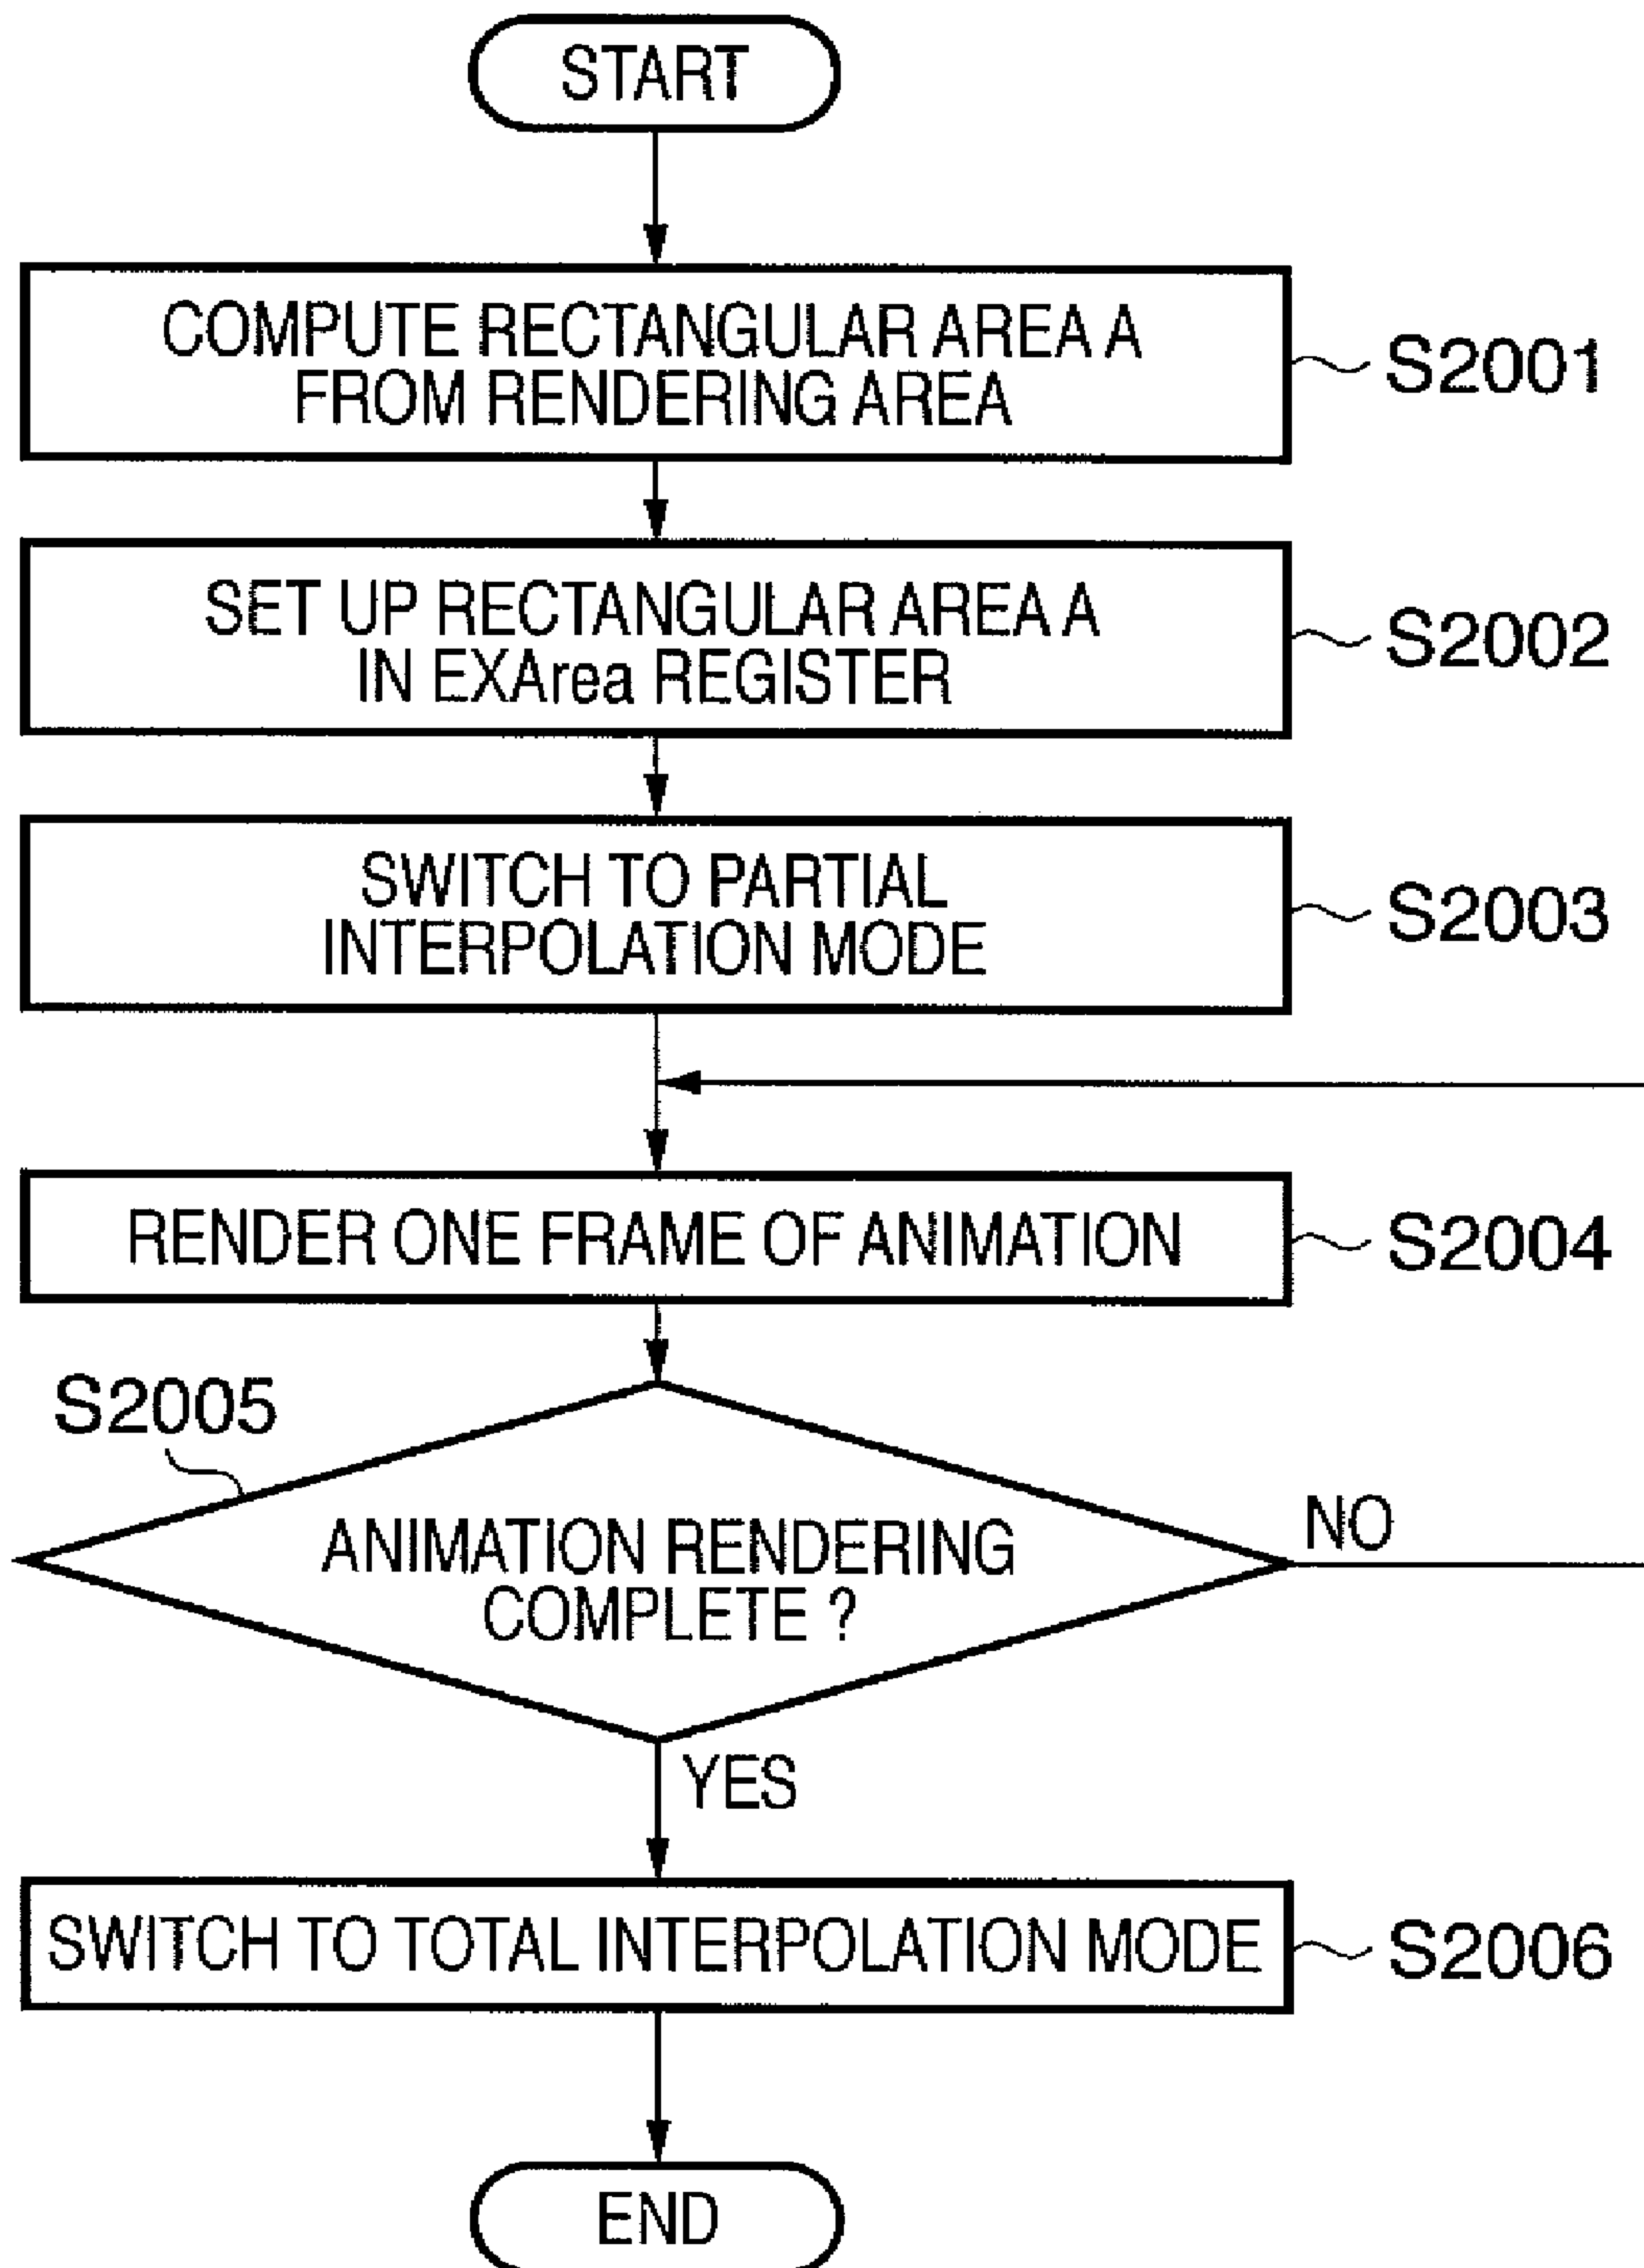 START
COMPUTE RECTANGULAR AREA A
FROM RENDERING AREA
S2001
SET UP RECTANGULAR AREA A
IN EXArea REGISTER
S2002
SWITCH TO PARTIAL
INTERPOLATION MODE
S2003
RENDER ONE FRAME OF ANIMATION
S2004
S2005
ANIMATION RENDERING
COMPLETE ?
NO
YES
SWITCH TO TOTAL INTERPOLATION MODE
S2006
END